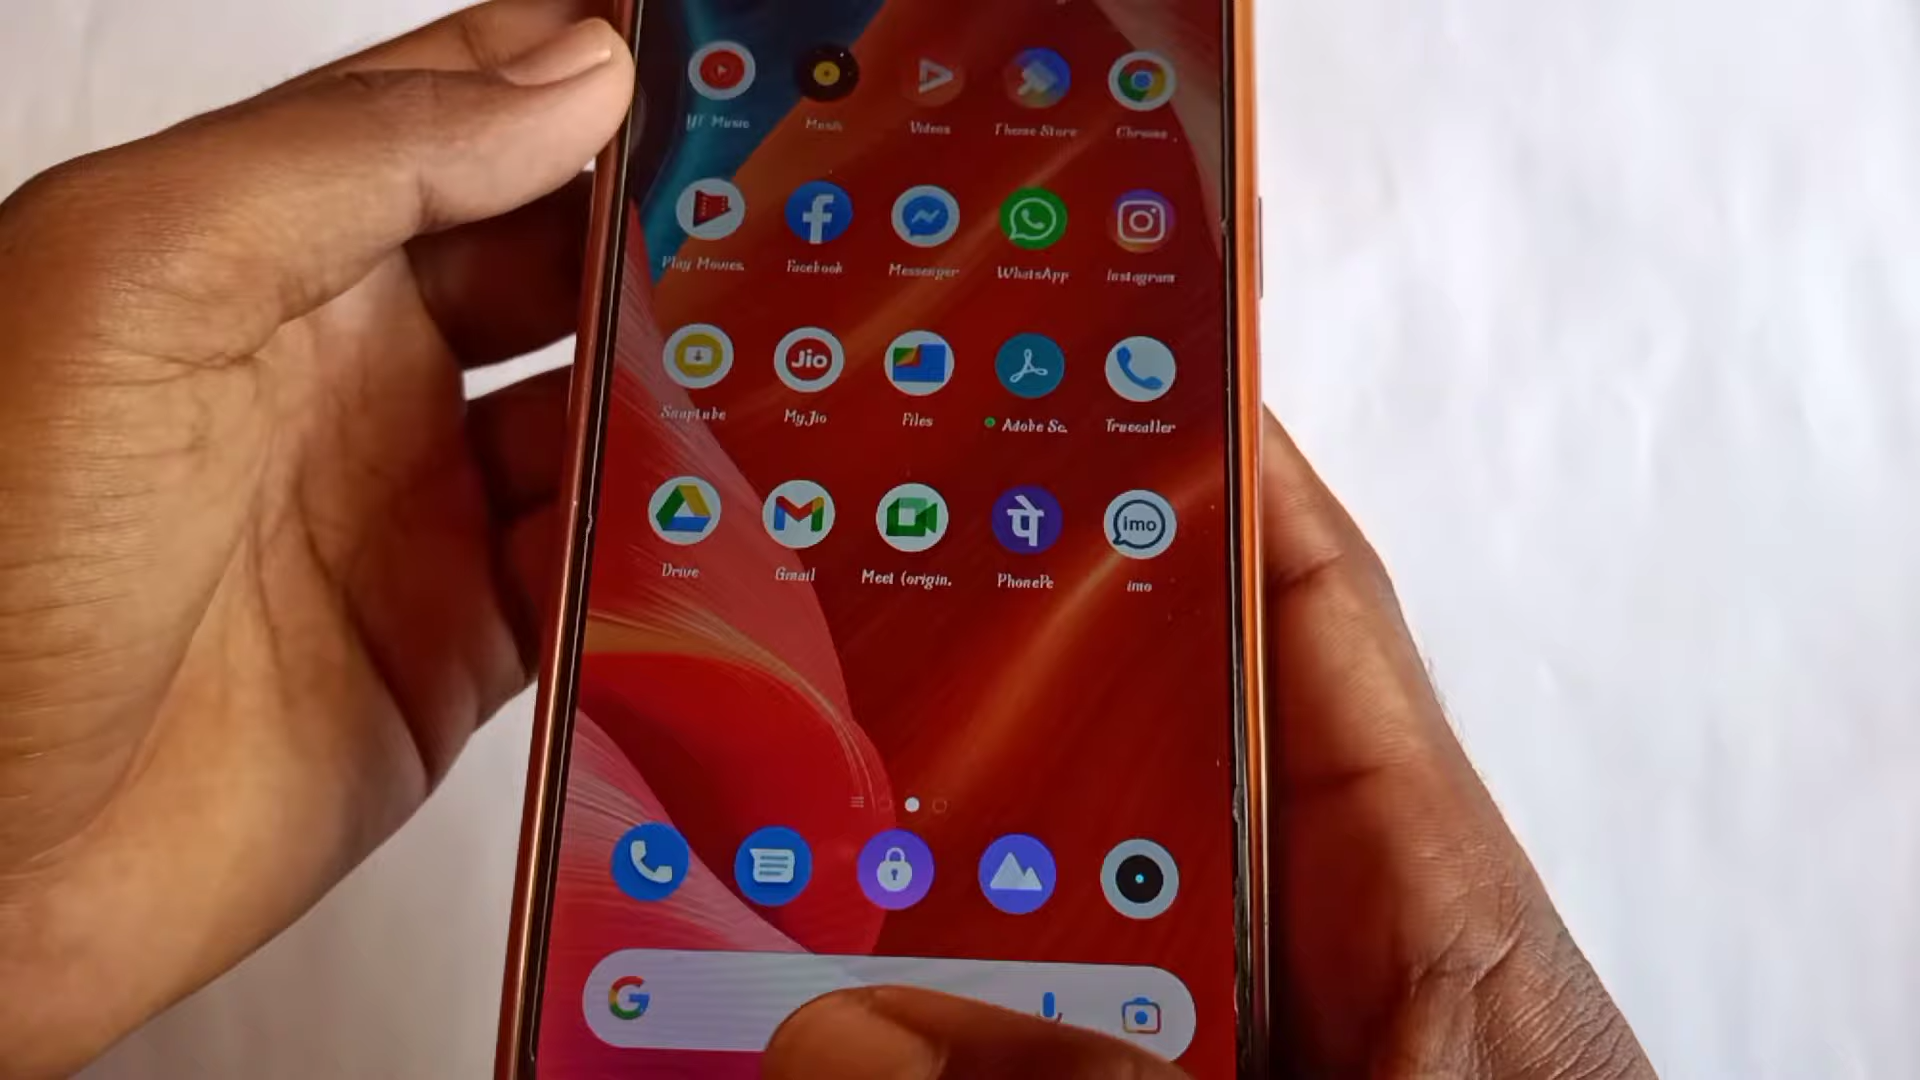 YT Music Music Videos Theme Store Chrome
Play Movies Facebook Messenger WhatsApp Instagram
Jio
Snaptube MyJio Files Adobe Sc. Truecaller
पे imo
Drive Gmail Meet (origin. PhonePe imo
G